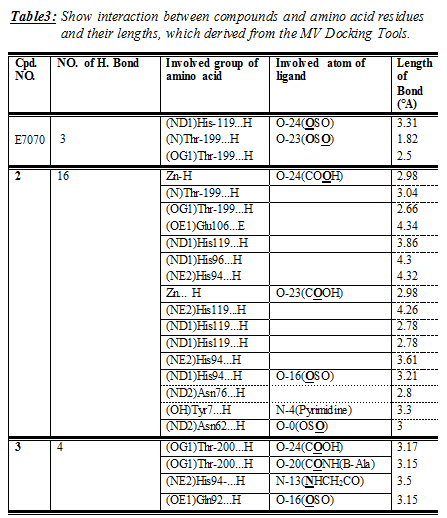 Table3: Show interaction between compounds and amino acid residues
and their lengths, which derived from the MV Docking Tools.
Cpd. NO. of H. Bond Involved group of Involved atom of Length
NO. amino acid ligand of
Bond
(°A)
(ND1)His-119...H O-24(OSO) 3.31
E7070 3 (N)Thr-199...H O-23(OSO) 1.82
(OG1)Thr-199...H 2.5
2 16 Zn-H O-24(COOH) 2.98
(N)Thr-199...H 3.04
(OG1)Thr-199...H 2.66
(OE1)Glu106...E 4.34
(ND1)His119...H 3.86
(ND1)His96...H 4.3
(NE2)His94...H 4.32
Zn... H O-23(COOH) 2.98
(NE2)His119...H 4.26
(ND1)His119...H 2.78
(ND1)His119...H 2.78
(NE2)His94...H 3.61
(ND1)His94...H O-16(OSO) 3.21
(ND2)Asn76...H 2.8
(OH)Tyr7...H N-4(Pyrimidine) 3.3
(ND2)Asn62...H O-0(OSO) 3
3 4 (OG1)Thr-200...H O-24(COOH) 3.17
(OG1)Thr-200...H O-20(CONH(B-Ala) 3.15
(NE2)His94-...H N-13(NHCH2CO) 3.5
(OE1)Gln92...H O-16(OSO) 3.15